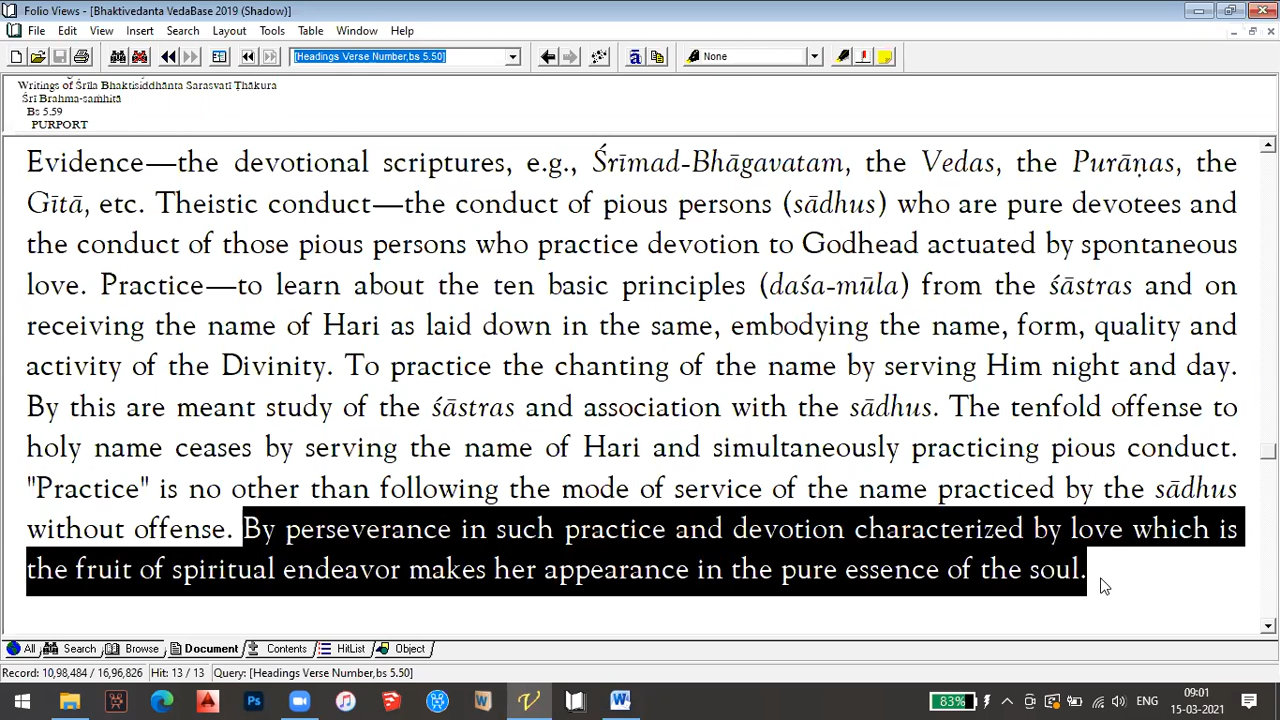 Folio Views - [Bhaktivedanta VedaBase 2019 (Shadow)]
File Edit View Insert Search Layout Tools Table Window Help
[Headings Verse Number,bs 5.50] None
Writings of Śrīla Bhaktisiddhānta Sarasvatī Ṭhākura
Śrī Brahma-saṁhitā
Bs 5.59
PURPORT
Evidence—the devotional scriptures, e.g., Śrīmad-Bhāgavatam, the Vedas, the Purāṇas, the
Gītā, etc. Theistic conduct—the conduct of pious persons (sādhus) who are pure devotees and
the conduct of those pious persons who practice devotion to Godhead actuated by spontaneous
love. Practice—to learn about the ten basic principles (daśa-mūla) from the śāstras and on
receiving the name of Hari as laid down in the same, embodying the name, form, quality and
activity of the Divinity. To practice the chanting of the name by serving Him night and day.
By this are meant study of the śāstras and association with the sādhus. The tenfold offense to
holy name ceases by serving the name of Hari and simultaneously practicing pious conduct.
"Practice" is no other than following the mode of service of the name practiced by the sādhus
without offense. By perseverance in such practice and devotion characterized by love which is
the fruit of spiritual endeavor makes her appearance in the pure essence of the soul.
All Search Browse Document Contents HitList Object
Record: 10,98,484 / 16,96,826 Hit: 13 / 13 Query: [Headings Verse Number,bs 5.50]
83% ENG 09:01
15-03-2021